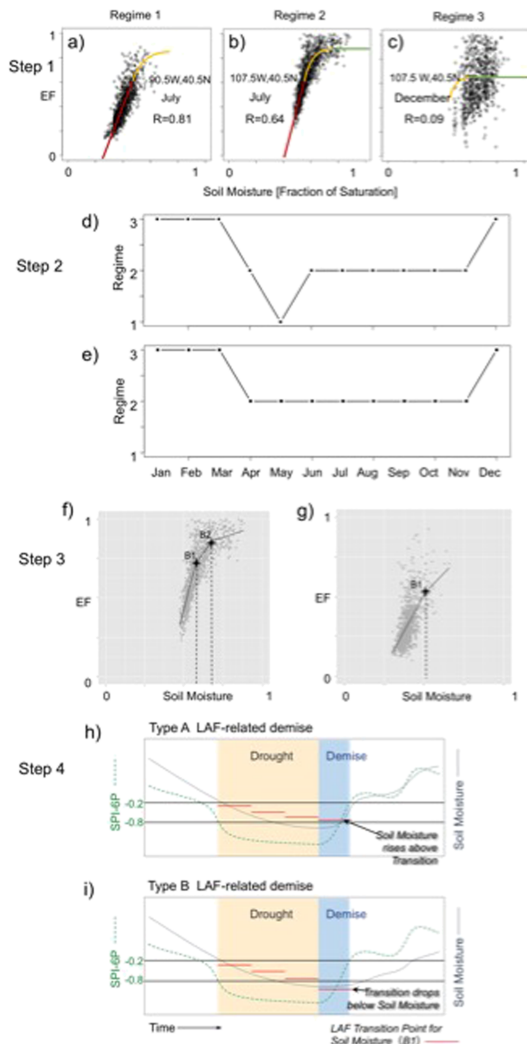 Regime 1
Regime 2
Regime 3
Step 1
a)
b)
c)
1
EF
0
90.5W,40.5N
July
R=0.81
107.5W,40.5N
July
R=0.64
107.5 W,40.5N
December
R=0.09
0
1
0
1
0
1
Soil Moisture [Fraction of Saturation]
Step 2
d)
Regime
3
2
1
e)
Regime
3
2
1
Jan Feb Mar Apr May Jun Jul Aug Sep Oct Nov Dec
Step 3
f)
1
EF
0
B1
B2
0 Soil Moisture 1
g)
1
EF
0
B1
0 Soil Moisture 1
Step 4
h)
Type A LAF-related demise
Drought
Demise
SPI-6P
-0.2
-0.8
Soil Moisture
Soil Moisture
rises above
Transition
i)
Type B LAF-related demise
Drought
Demise
SPI-6P
-0.2
-0.8
Soil Moisture
Transition drops
below Soil Moisture
Time
LAF Transition Point for
Soil Moisture (B1)